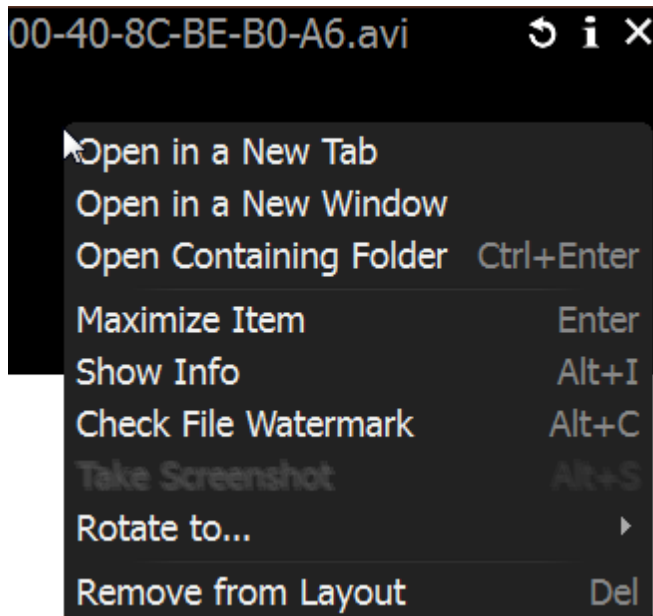 00-40-8C-BE-B0-A6.avi
Open in a New Tab
Open in a New Window
Open Containing Folder Ctrl+Enter
Maximize Item Enter
Show Info Alt+I
Check File Watermark Alt+C
Take Screenshot Alt+S
Rotate to...
Remove from Layout Del